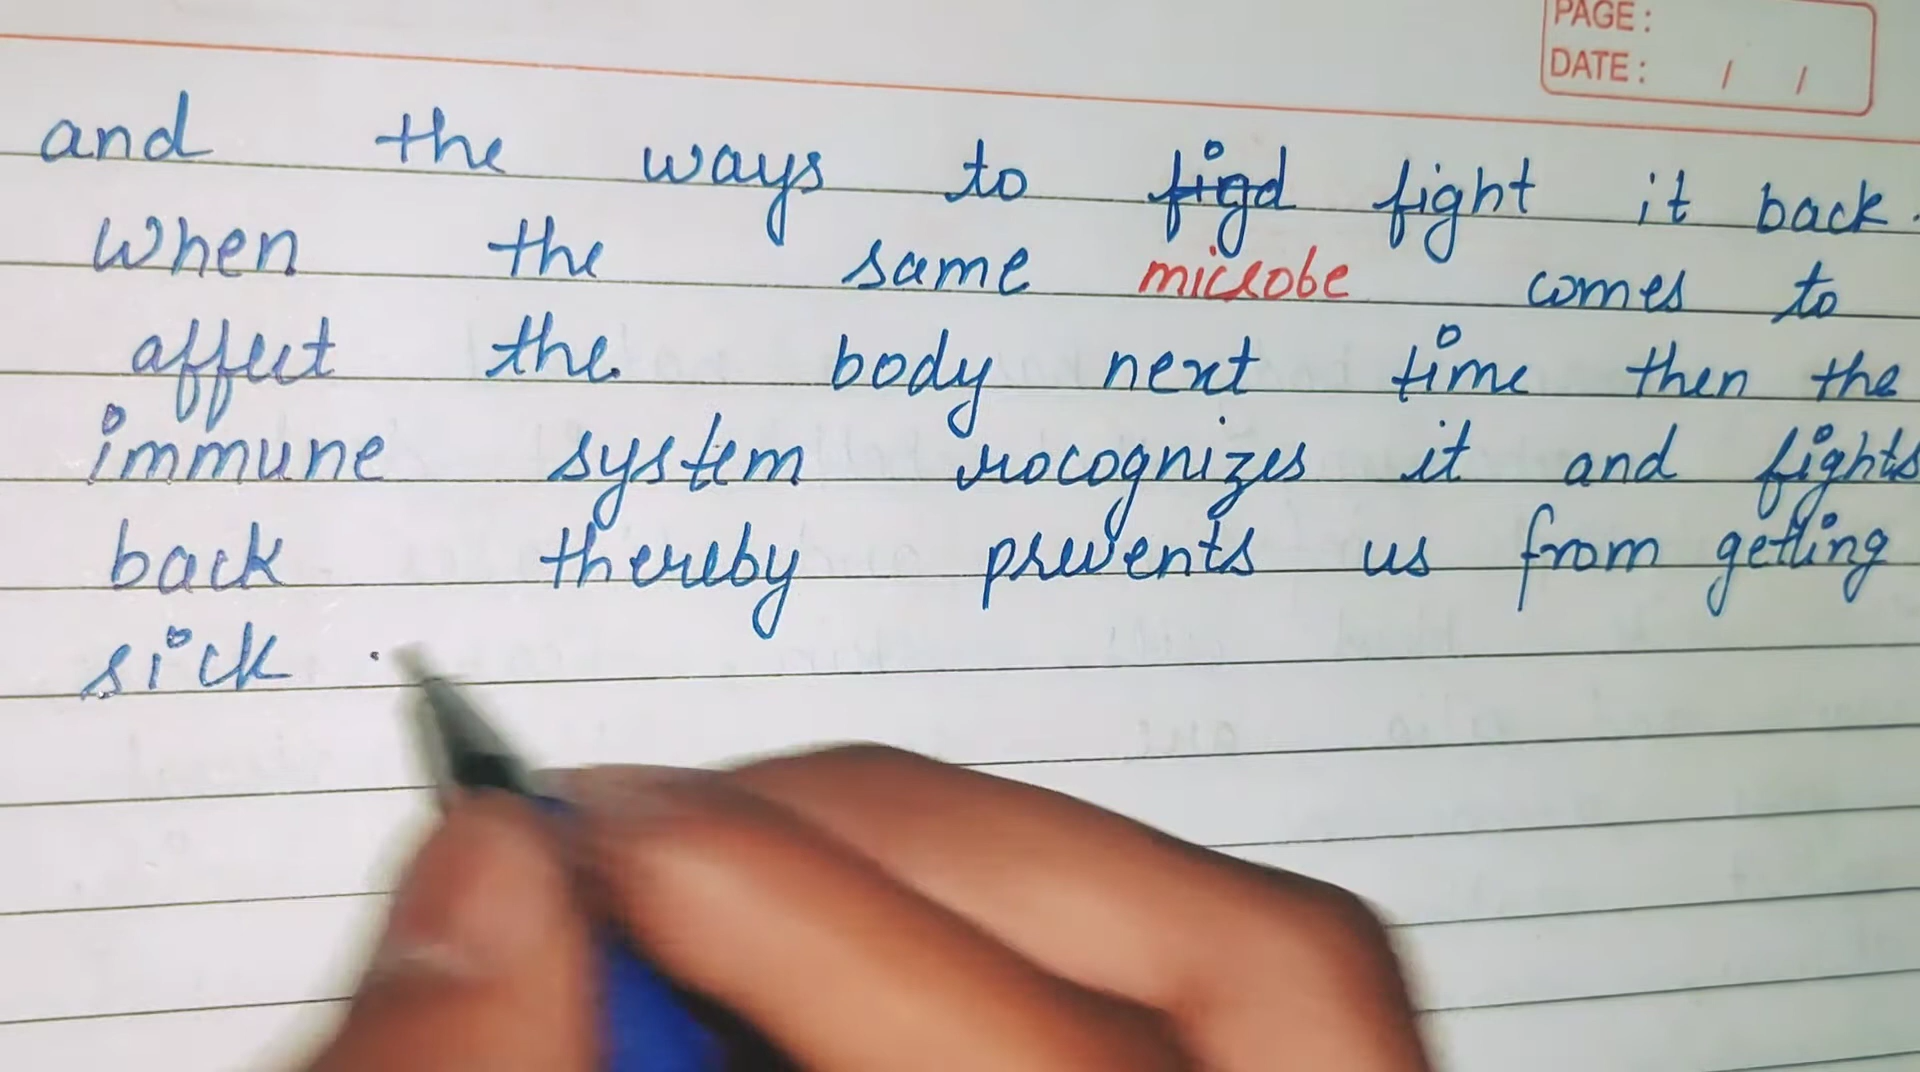 PAGE:
DATE: / /
and the ways to figd fight it back.
When the same microbe comes to
affect the. body next time then the
immune system rocognizes it and fights
back thereby prevents us from getting
sick .